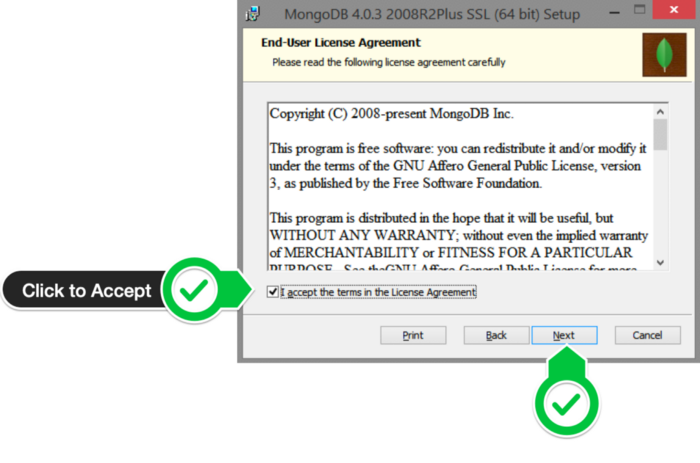 MongoDB 4.0.3 2008R2Plus SSL (64 bit) Setup
End-User License Agreement
Please read the following license agreement carefully
Copyright (C) 2008-present MongoDB Inc.
This program is free software: you can redistribute it and/or modify it
under the terms of the GNU Affero General Public License, version
3, as published by the Free Software Foundation.
This program is distributed in the hope that it will be useful, but
WITHOUT ANY WARRANTY; without even the implied warranty
of MERCHANTABILITY or FITNESS FOR A PARTICULAR
PURPOSE. See theGNU Affero General Public License for more
Click to Accept
I accept the terms in the License Agreement
Print Back Next Cancel